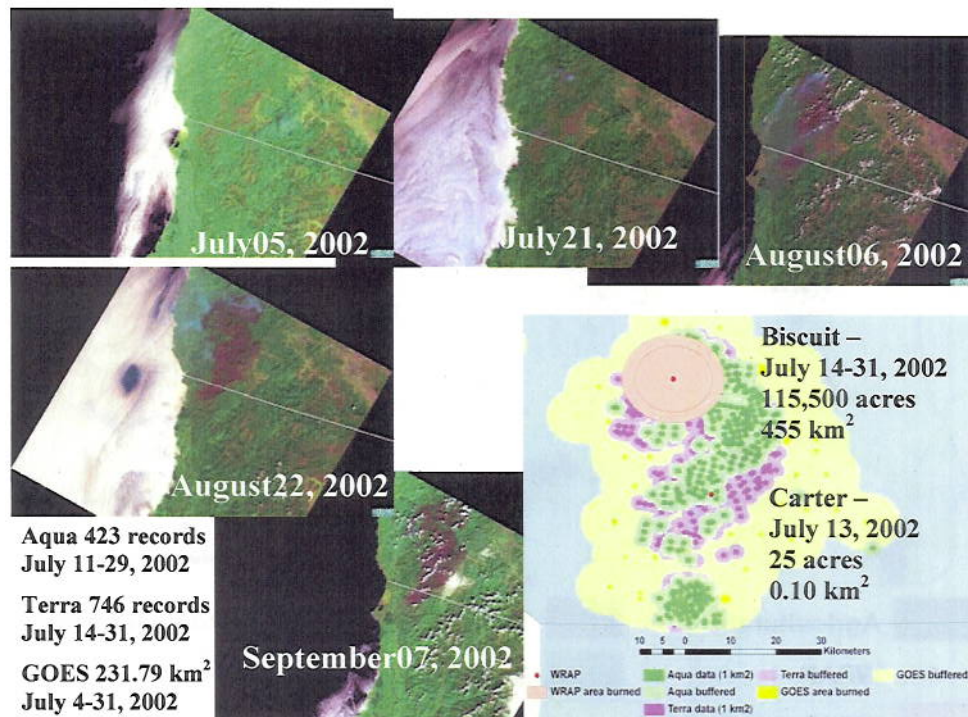 July05, 2002
July21, 2002
August06, 2002
August22, 2002
September07, 2002
Aqua 423 records
July 11-29, 2002
Terra 746 records
July 14-31, 2002
GOES 231.79 km²
July 4-31, 2002
Biscuit –
July 14-31, 2002
115,500 acres
455 km²
Carter –
July 13, 2002
25 acres
0.10 km²
10 5 0 10 20 30
Kilometers
WRAP
WRAP area burned
Aqua data (1 km2)
Aqua buffered
Terra data (1 km2)
Terra buffered
GOES area burned
GOES buffered